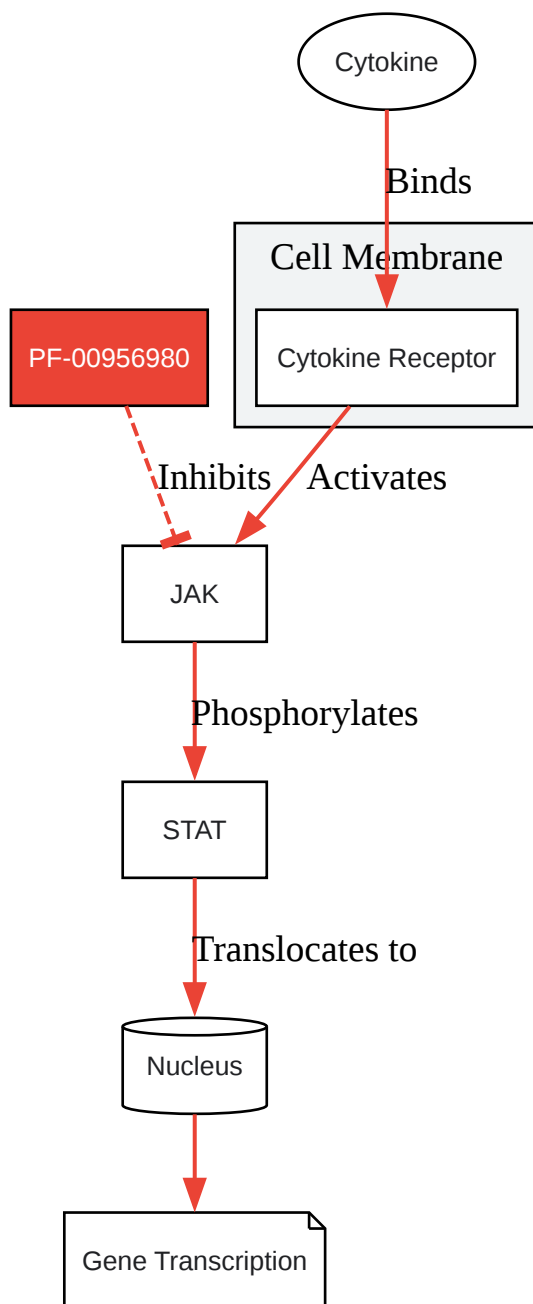 Cytokine
Binds
Cell Membrane
PF-00956980
Cytokine Receptor
Inhibits
Activates
JAK
Phosphorylates
STAT
Translocates to
Nucleus
Gene Transcription